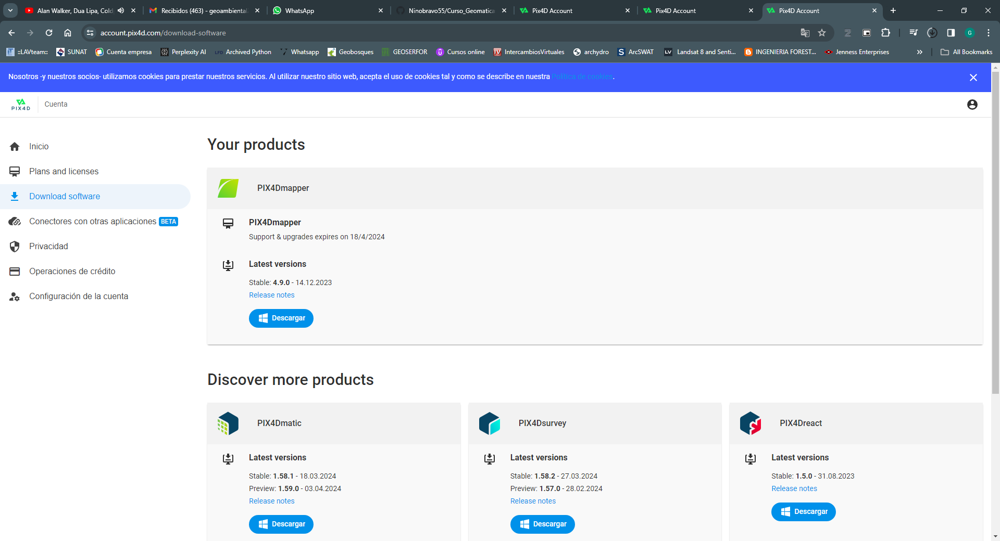 Alan Walker, Dua Lipa, Cold
Recibidos (463) - geoambiental
WhatsApp
Ninobravo55/Curso_Geomatica
Pix4D Account
Pix4D Account
Pix4D Account
account.pix4d.com/download-software
G
::LAVteam::
SUNAT
Cuenta empresa
Perplexity AI
LFD Archived Python
Whatsapp
Geobosques
GEOSERFOR
Cursos online
IntercambiosVirtuales
archydro
ArcSWAT
LV Landsat 8 and Senti...
INGENIERIA FOREST...
Jenness Enterprises
All Bookmarks
Nosotros -y nuestros socios- utilizamos cookies para prestar nuestros servicios. Al utilizar nuestro sitio web, acepta el uso de cookies tal y como se describe en nuestra Política de cookies.
PIX4D
Cuenta
Inicio
Plans and licenses
Download software
Conectores con otras aplicaciones BETA
Privacidad
Operaciones de crédito
Configuración de la cuenta
Your products
PIX4Dmapper
PIX4Dmapper
Support & upgrades expires on 18/4/2024
Latest versions
Stable: 4.9.0 - 14.12.2023
Release notes
Descargar
Discover more products
PIX4Dmatic
Latest versions
Stable: 1.58.1 - 18.03.2024
Preview: 1.59.0 - 03.04.2024
Release notes
Descargar
PIX4Dsurvey
Latest versions
Stable: 1.58.2 - 27.03.2024
Preview: 1.57.0 - 28.02.2024
Release notes
Descargar
PIX4Dreact
Latest versions
Stable: 1.5.0 - 31.08.2023
Release notes
Descargar